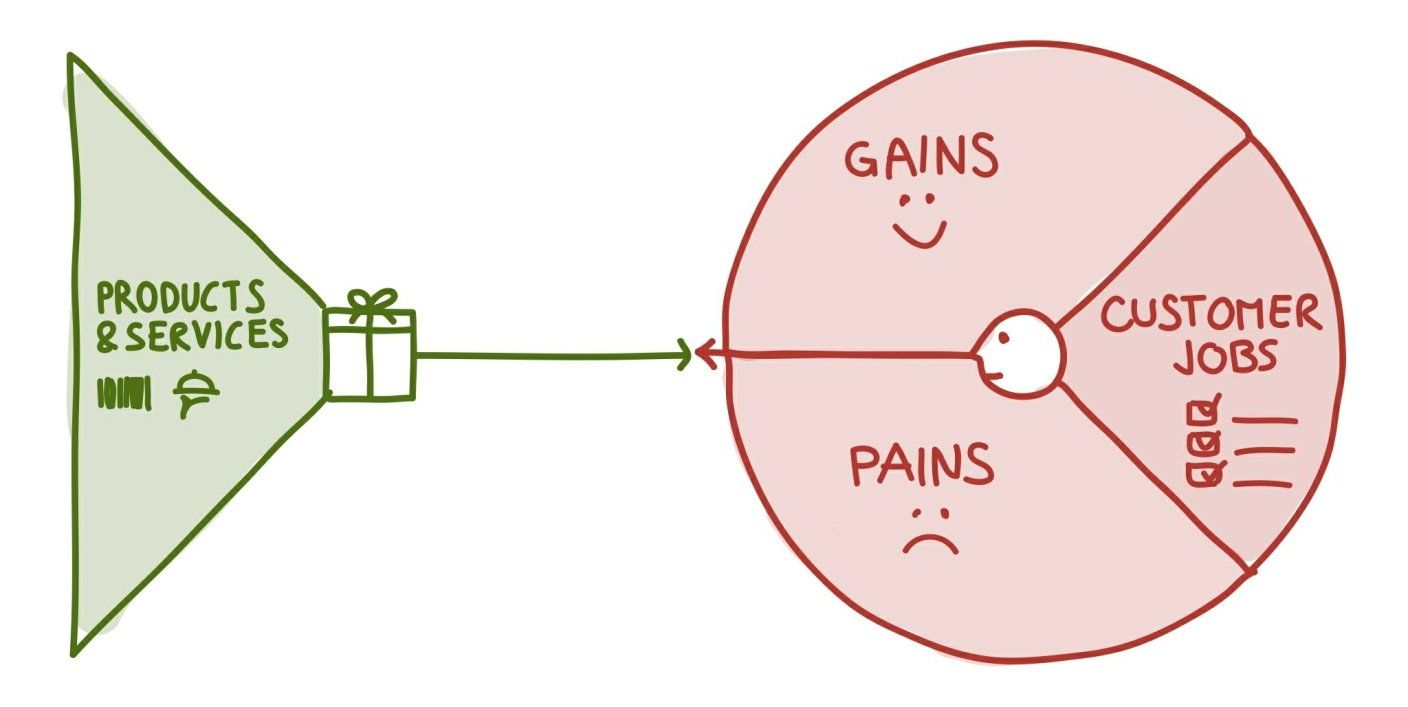 PRODUCTS
& SERVICES
GAINS
PAINS
CUSTOMER
JOBS